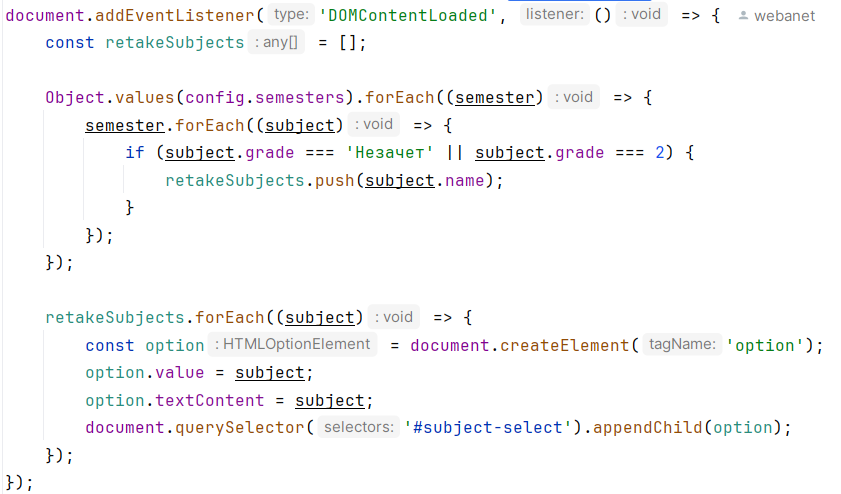 document.addEventListener( type: 'DOMContentLoaded', listener: () : void => { webanet
    const retakeSubjects : any[] = [];

    Object.values(config.semesters).forEach((semester) : void => {
        semester.forEach((subject) : void => {
            if (subject.grade === 'Незачет' || subject.grade === 2) {
                retakeSubjects.push(subject.name);
            }
        });
    });

    retakeSubjects.forEach((subject) : void => {
        const option : HTMLOptionElement = document.createElement( tagName: 'option');
        option.value = subject;
        option.textContent = subject;
        document.querySelector( selectors: '#subject-select').appendChild(option);
    });
});